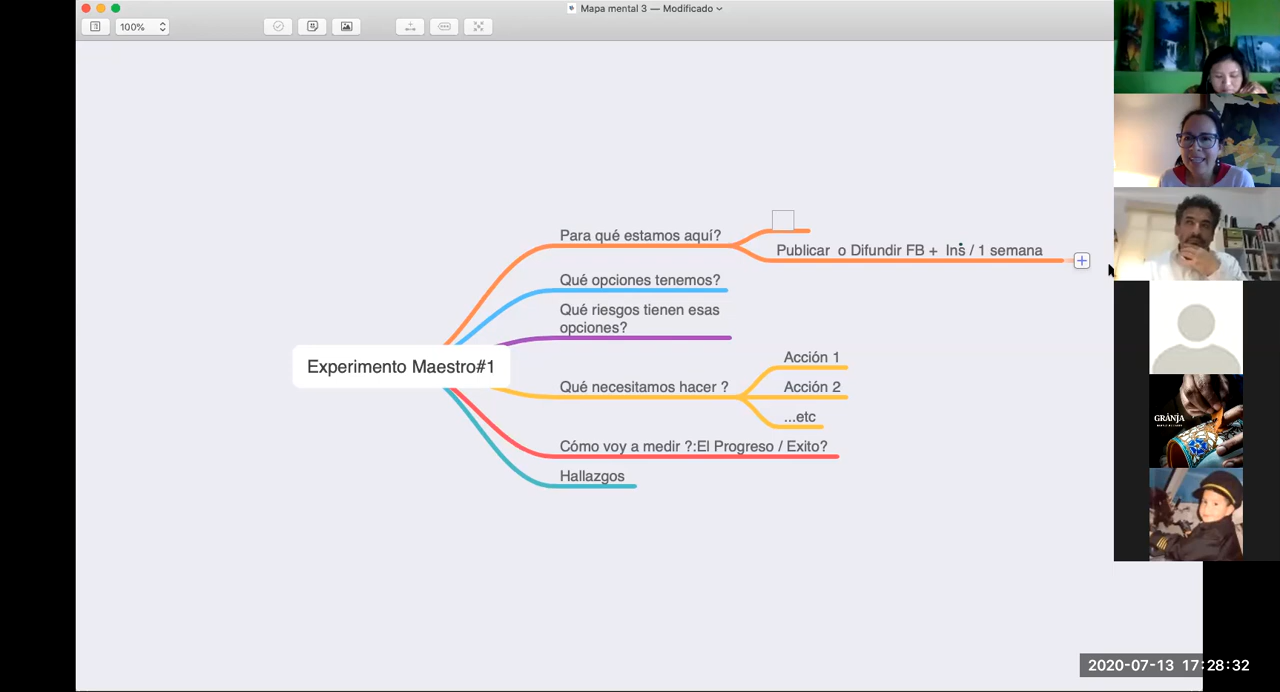 Mapa mental 3 — Modificado
100%
Para qué estamos aquí?
Publicar o Difundir FB + Ins / 1 semana
Qué opciones tenemos?
Qué riesgos tienen esas
opciones?
Experimento Maestro#1
Acción 1
Qué necesitamos hacer ?
Acción 2
...etc
Cómo voy a medir ?:El Progreso / Exito?
Hallazgos
GRANJA
2020-07-13 17:28:32